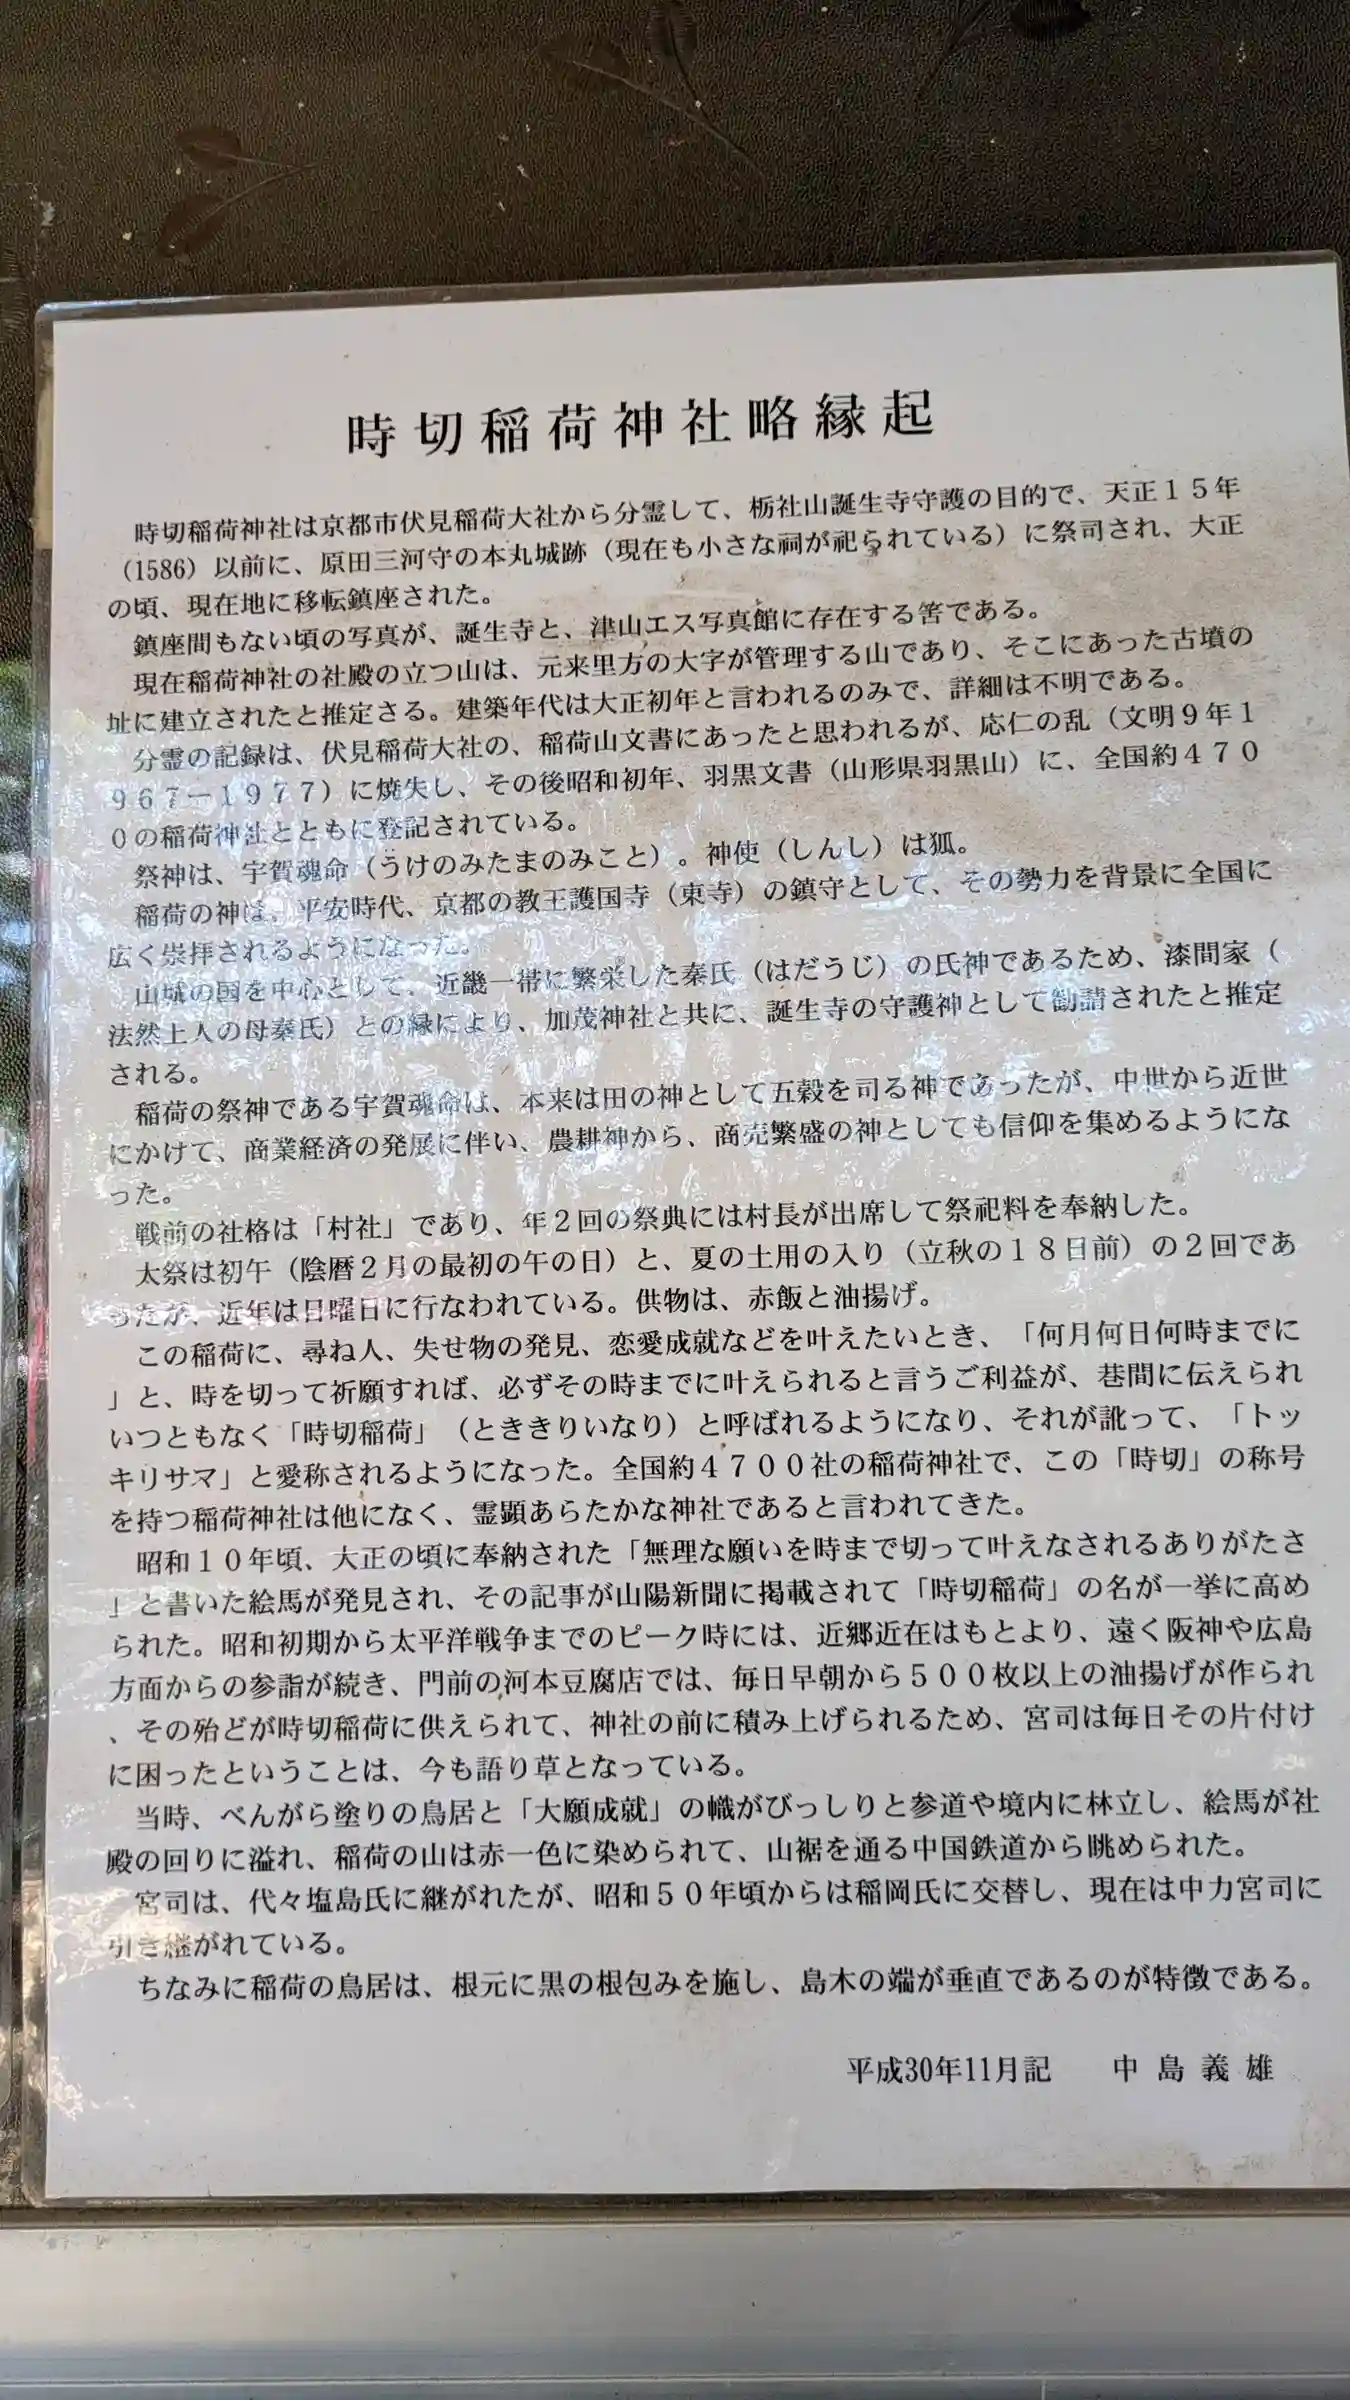 時切稲荷神社略縁起
時切稲荷神社は京都市伏見稲荷大社から分霊して、栃社山誕生寺守護の目的で、天正１５年
（1586）以前に、原田三河守の本丸城跡（現在も小さな祠が祀られている）に祭司され、大正
の頃、現在地に移転鎮座された。
鎮座間もない頃の写真が、誕生寺と、津山エス写真館に存在する筈である。
現在稲荷神社の社殿の立つ山は、元来里方の大字が管理する山であり、そこにあった古墳の
址に建立されたと推定さる。建築年代は大正初年と言われるのみで、詳細は不明である。
分霊の記録は、伏見稲荷大社の、稲荷山文書にあったと思われるが、応仁の乱（文明９年１
９６７－１９７７）に焼失し、その後昭和初年、羽黒文書（山形県羽黒山）に、全国約４７０
０の稲荷神社とともに登記されている。
祭神は、宇賀魂命（うけのみたまのみこと）。神使（しんし）は狐。
稲荷の神は、平安時代、京都の教王護国寺（東寺）の鎮守として、その勢力を背景に全国に
広く崇拝されるようになった。
山城の国を中心として、近畿一帯に繁栄した秦氏（はだうじ）の氏神であるため、漆間家（
法然上人の母秦氏）との縁により、加茂神社と共に、誕生寺の守護神として勧請されたと推定
される。
稲荷の祭神である宇賀魂命は、本来は田の神として五穀を司る神であったが、中世から近世
にかけて、商業経済の発展に伴い、農耕神から、商売繁盛の神としても信仰を集めるようにな
った。
戦前の社格は「村社」であり、年２回の祭典には村長が出席して祭祀料を奉納した。
太祭は初午（陰暦２月の最初の午の日）と、夏の土用の入り（立秋の１８日前）の２回であ
ったが、近年は日曜日に行なわれている。供物は、赤飯と油揚げ。
この稲荷に、尋ね人、失せ物の発見、恋愛成就などを叶えたいとき、「何月何日何時までに
」と、時を切って祈願すれば、必ずその時までに叶えられると言うご利益が、巷間に伝えられ
いつともなく「時切稲荷」（とききりいなり）と呼ばれるようになり、それが訛って、「トッ
キリサマ」と愛称されるようになった。全国約４７００社の稲荷神社で、この「時切」の称号
を持つ稲荷神社は他になく、霊顕あらたかな神社であると言われてきた。
昭和１０年頃、大正の頃に奉納された「無理な願いを時まで切って叶えなされるありがたさ
」と書いた絵馬が発見され、その記事が山陽新聞に掲載されて「時切稲荷」の名が一挙に高め
られた。昭和初期から太平洋戦争までのピーク時には、近郷近在はもとより、遠く阪神や広島
方面からの参詣が続き、門前の河本豆腐店では、毎日早朝から５００枚以上の油揚げが作られ
、その殆どが時切稲荷に供えられて、神社の前に積み上げられるため、宮司は毎日その片付け
に困ったということは、今も語り草となっている。
当時、べんがら塗りの鳥居と「大願成就」の幟がびっしりと参道や境内に林立し、絵馬が社
殿の回りに溢れ、稲荷の山は赤一色に染められて、山裾を通る中国鉄道から眺められた。
宮司は、代々塩島氏に継がれたが、昭和５０年頃からは稲岡氏に交替し、現在は中力宮司に
引き継がれている。
ちなみに稲荷の鳥居は、根元に黒の根包みを施し、島木の端が垂直であるのが特徴である。
平成30年11月記　中島義雄